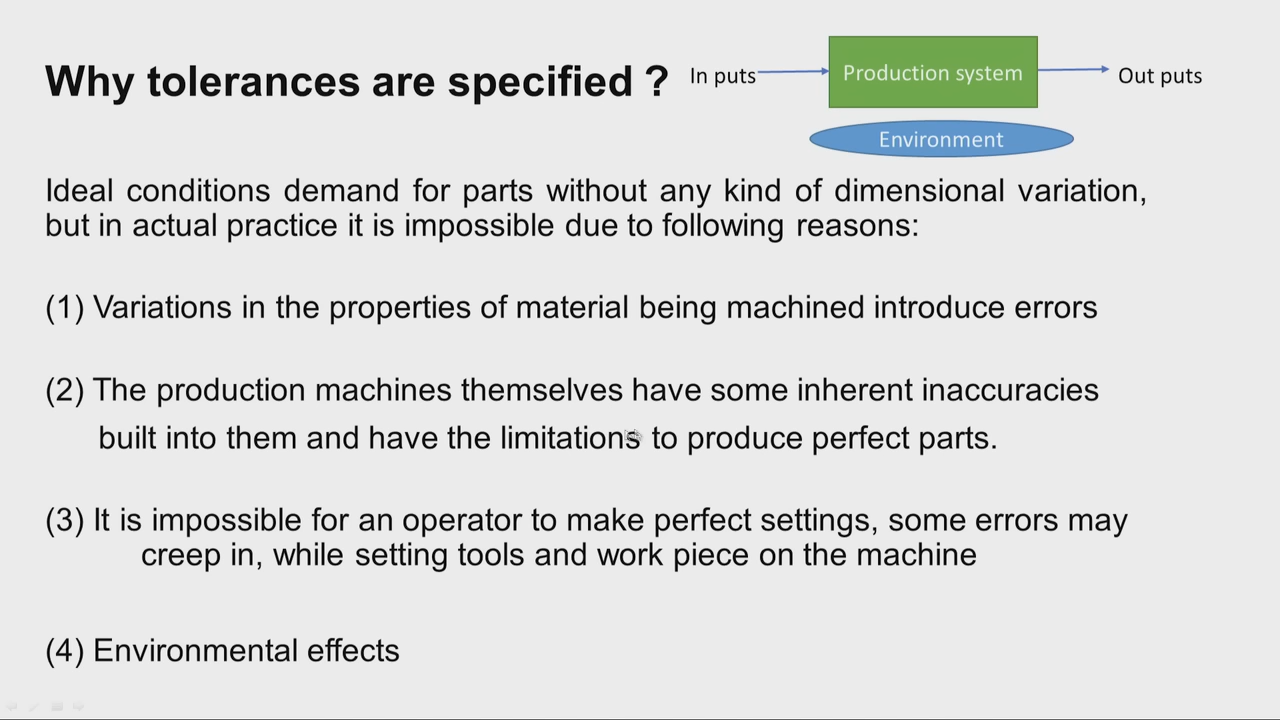 Why tolerances are specified ?
In puts
Production system
Out puts
Environment
Ideal conditions demand for parts without any kind of dimensional variation,
but in actual practice it is impossible due to following reasons:
(1) Variations in the properties of material being machined introduce errors
(2) The production machines themselves have some inherent inaccuracies
built into them and have the limitations to produce perfect parts.
(3) It is impossible for an operator to make perfect settings, some errors may
creep in, while setting tools and work piece on the machine
(4) Environmental effects